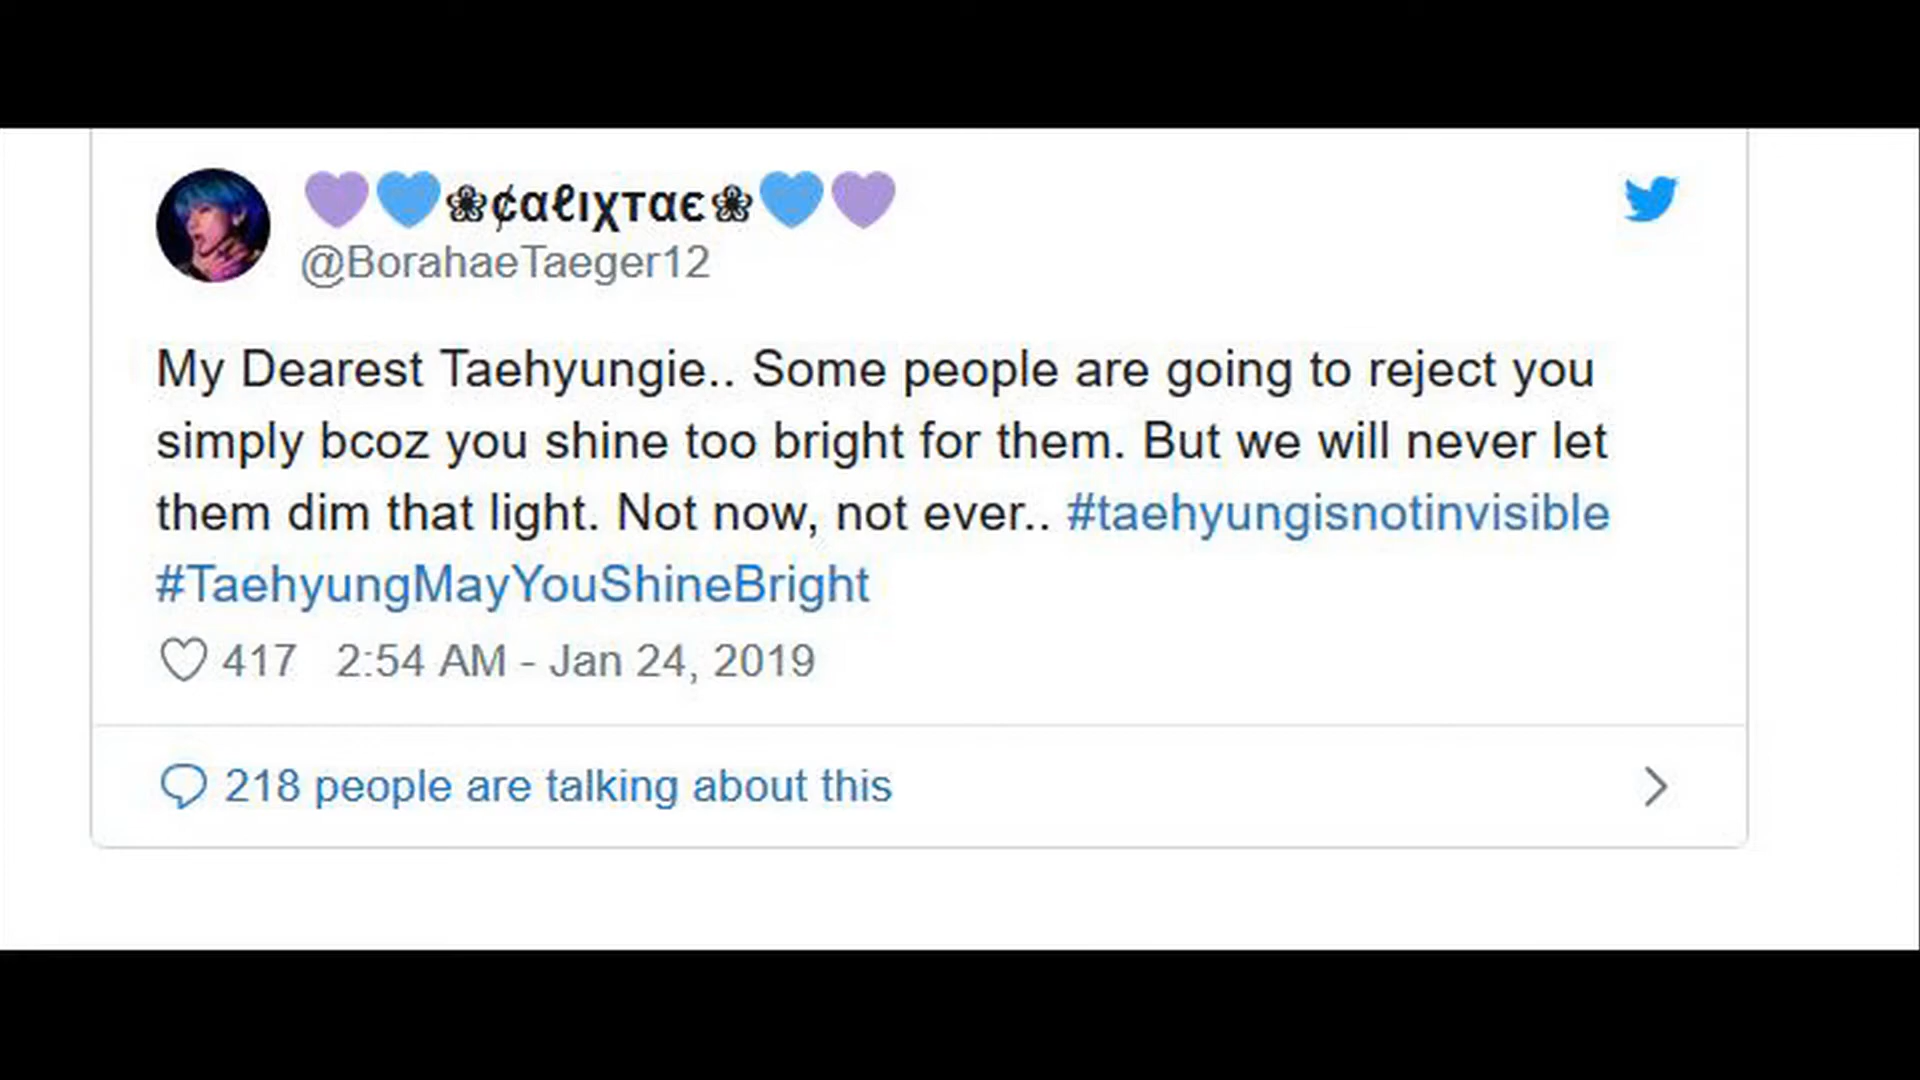 💜💙❀¢αℓιχταє❀💙💜
@BorahaeTaeger12
My Dearest Taehyungie.. Some people are going to reject you
simply bcoz you shine too bright for them. But we will never let
them dim that light. Not now, not ever.. #taehyungisnotinvisible
#TaehyungMayYouShineBright
417 2:54 AM - Jan 24, 2019
218 people are talking about this